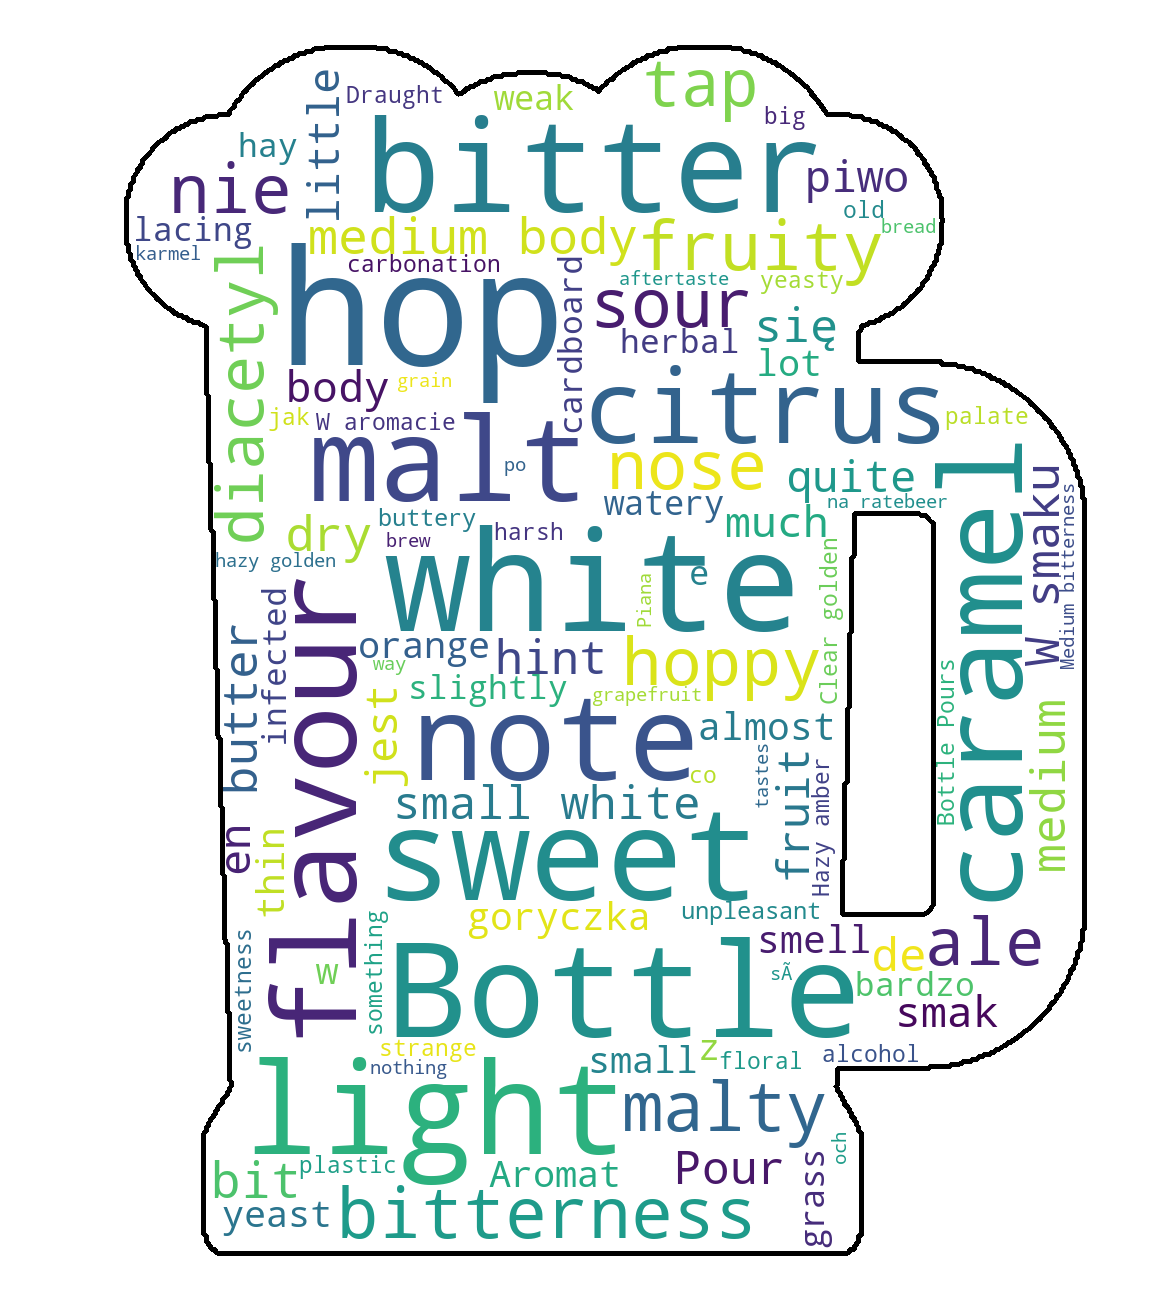 Draught
weak
tap
little
big
bitter
hay
nie
piwo
old
bread
lacing
karmel
medium body
fruity
diacetyl
carbonation
hop
cardboard
aftertaste
yeasty
sour
się
herbal
lot
body
grain
citrus
jak
W aromacie
malt
po
palate
nose
quite
caramel
W smaku
Medium bitterness
watery
na ratebeer
much
dry
buttery
harsh
brew
white
e
hazy golden
Piana
Clear golden
infected
flavour
butter
orange
hint
hoppy
way
slightly
grapefruit
jest
note
almost
co
tastes
fruit
Hazy amber
Bottle Pours
medium
small white
en
thin
sweet
goryczka
unpleasant
smell
de
ale
sweetness
w
something
Bottle
sÃ
bardzo
smak
strange
nothing
small
z
floral
alcohol
light
malty
och
bit
plastic
Aromat
Pour
grass
yeast
bitterness